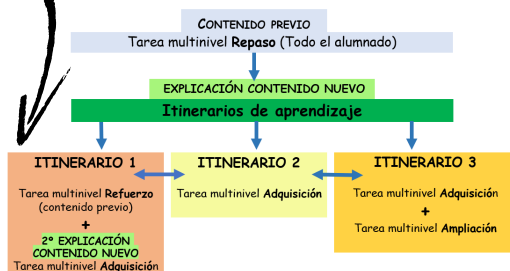 CONTENIDO PREVIO
Tarea multinivel Repaso (Todo el alumnado)
EXPLICACIÓN CONTENIDO NUEVO
Itinerarios de aprendizaje
ITINERARIO 1
Tarea multinivel Refuerzo
(contenido previo)
+
2º EXPLICACIÓN
CONTENIDO NUEVO
Tarea multinivel Adquisición
ITINERARIO 2
Tarea multinivel Adquisición
ITINERARIO 3
Tarea multinivel Adquisición
+
Tarea multinivel Ampliación